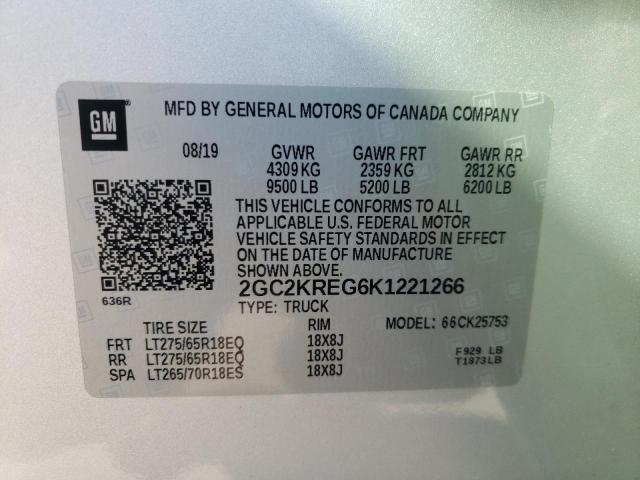 GM
MFD BY GENERAL MOTORS OF CANADA COMPANY
08/19 GVWR GAWR FRT GAWR RR
4309 KG 2359 KG 2812 KG
9500 LB 5200 LB 6200 LB
THIS VEHICLE CONFORMS TO ALL
APPLICABLE U.S. FEDERAL MOTOR
VEHICLE SAFETY STANDARDS IN EFFECT
ON THE DATE OF MANUFACTURE
SHOWN ABOVE.
636R
2GC2KREG6K1221266
TYPE: TRUCK
TIRE SIZE RIM MODEL: 66CK25753
FRT LT275/65R18EQ 18X8J
RR LT275/65R18EQ 18X8J
SPA LT265/70R18ES 18X8J
F929 LB
T1873LB